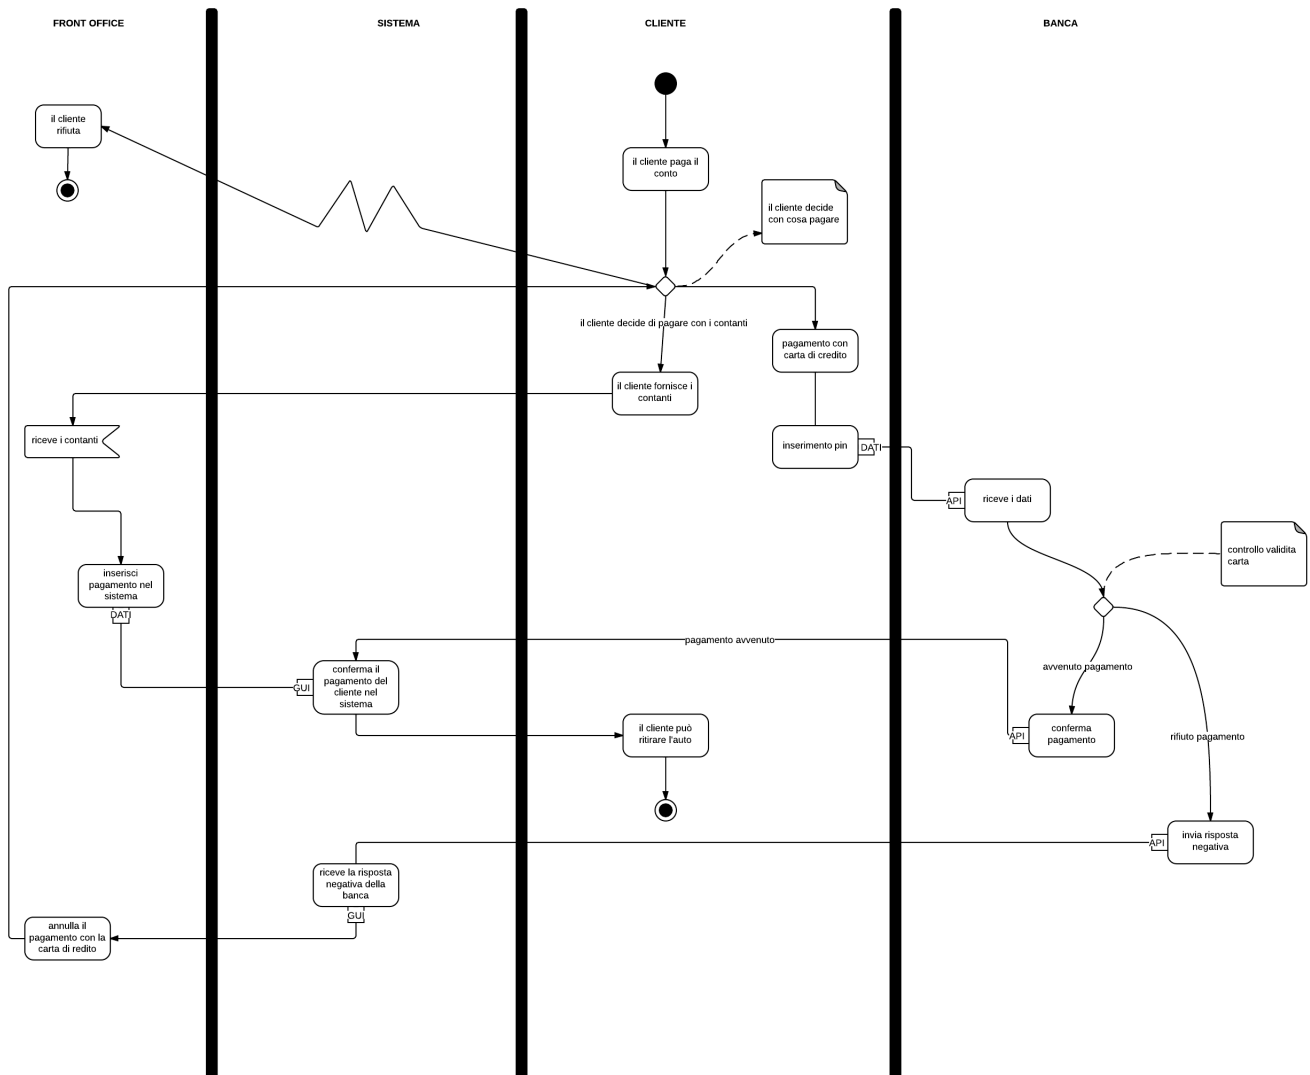 FRONT OFFICE
SISTEMA
CLIENTE
BANCA
il cliente
rifiuta
il cliente paga il
conto
il cliente decide
con cosa pagare
il cliente decide di pagare con i contanti
pagamento con
carta di credito
il cliente fornisce i
contanti
riceve i contanti
inserimento pin
DATI
API
riceve i dati
controllo validita
carta
inserisci
pagamento nel
sistema
DATI
pagamento avvenuto
avvenuto pagamento
GUI
conferma il
pagamento del
cliente nel
sistema
il cliente può
ritirare l'auto
API
conferma
pagamento
rifiuto pagamento
API
invia risposta
negativa
riceve la risposta
negativa della
banca
GUI
annulla il
pagamento con la
carta di redito